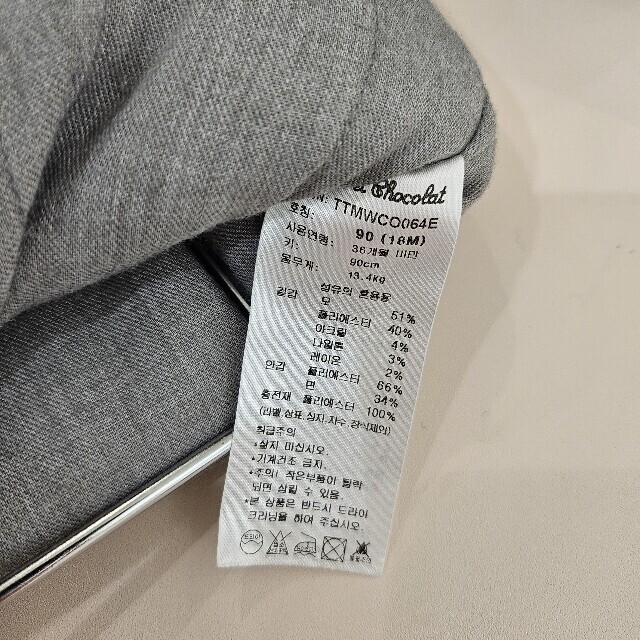 Chocolat
TTMWCO064E
호칭: 90 (18M)
사용연령: 36개월 미만
키: 90cm
몸무게: 13.4kg
겉감 섬유의 혼용율
모 51%
폴리에스터 40%
아크릴 4%
나일론 3%
레이온 2%
안감 폴리에스터 66%
면 34%
충전재 폴리에스터 100%
(라벨,상표,심지,자수,장식제외)
취급주의
*삶지 마십시오.
*기계건조 금지.
*주의! 작은부품이 탈락
되면 삼킬 수 있음.
*본 상품은 반드시 드라이
크리닝을 하여 주십시오.
드라이